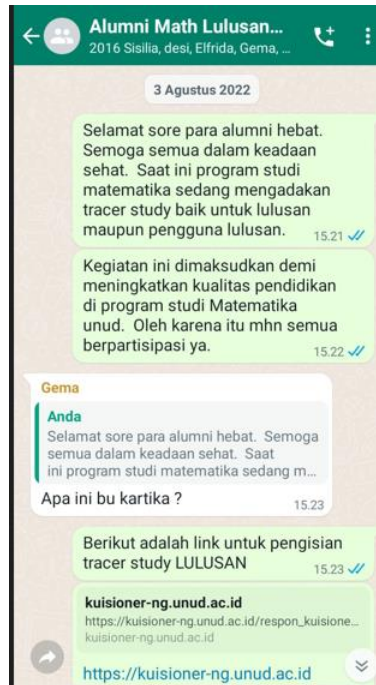 Alumni Math Lulusan...
2016 Sisilia, desi, Elfrida, Gema, ...
3 Agustus 2022
Selamat sore para alumni hebat.
Semoga semua dalam keadaan
sehat. Saat ini program studi
matematika sedang mengadakan
tracer study baik untuk lulusan
maupun pengguna lulusan.
15.21
Kegiatan ini dimaksudkan demi
meningkatkan kualitas pendidikan
di program studi Matematika
unud. Oleh karena itu mhn semua
berpartisipasi ya.
15.22
Gema
Anda
Selamat sore para alumni hebat. Semoga
semua dalam keadaan sehat. Saat
ini program studi matematika sedang m...
Apa ini bu kartika ?
15.23
Berikut adalah link untuk pengisian
tracer study LULUSAN
15.23
kuisioner-ng.unud.ac.id
https://kuisioner-ng.unud.ac.id/respon_kuisione...
kuisioner-ng.unud.ac.id
https://kuisioner-ng.unud.ac.id